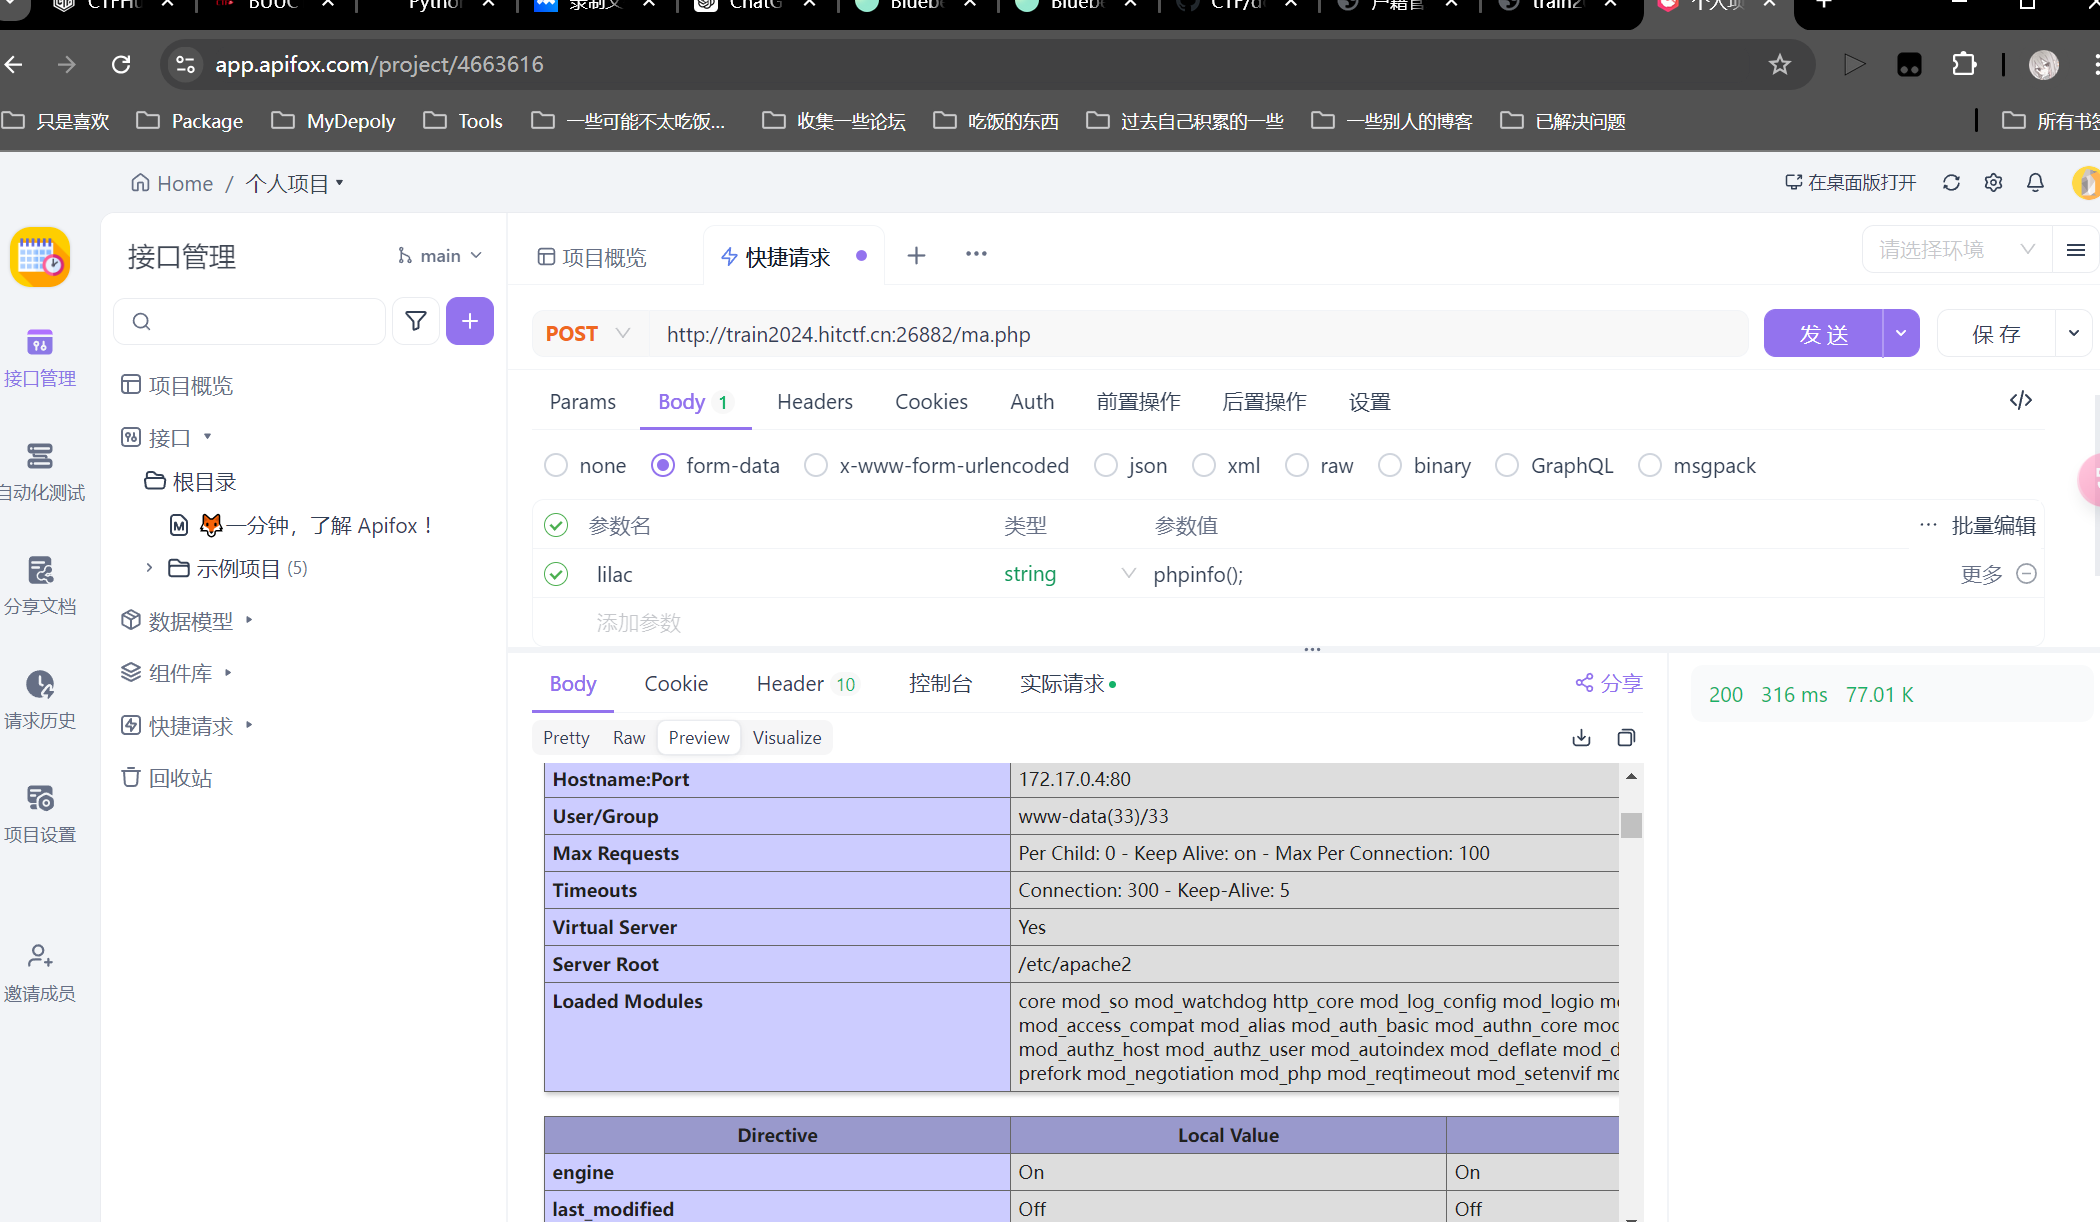 BUUC
Python
ChatG
Blueb
Blueb
train2
app.apifox.com/project/4663616
只是喜欢
Package
MyDepoly
Tools
一些可能不太吃饭...
收集一些论坛
吃饭的东西
过去自己积累的一些
一些别人的博客
已解决问题
所有书签
Home / 个人项目
在桌面版打开
接口管理
main
项目概览
快捷请求
请选择环境
POST
http://train2024.hitctf.cn:26882/ma.php
发 送
保 存
接口管理
自动化测试
分享文档
请求历史
项目设置
邀请成员
项目概览
接口
根目录
一分钟，了解 Apifox！
示例项目 (5)
数据模型
组件库
快捷请求
回收站
Params
Body 1
Headers
Cookies
Auth
前置操作
后置操作
设置
none
form-data
x-www-form-urlencoded
json
xml
raw
binary
GraphQL
msgpack
参数名
类型
参数值
批量编辑
lilac
string
phpinfo();
更多
添加参数
Body
Cookie
Header 10
控制台
实际请求
分享
200 316 ms 77.01 K
Pretty
Raw
Preview
Visualize
Hostname:Port 172.17.0.4:80
User/Group www-data(33)/33
Max Requests Per Child: 0 - Keep Alive: on - Max Per Connection: 100
Timeouts Connection: 300 - Keep-Alive: 5
Virtual Server Yes
Server Root /etc/apache2
Loaded Modules core mod_so mod_watchdog http_core mod_log_config mod_logio
mod_access_compat mod_alias mod_auth_basic mod_authn_core
mod_authz_host mod_authz_user mod_autoindex mod_deflate
prefork mod_negotiation mod_php mod_reqtimeout mod_setenvif
Directive Local Value
engine On On
last_modified Off Off